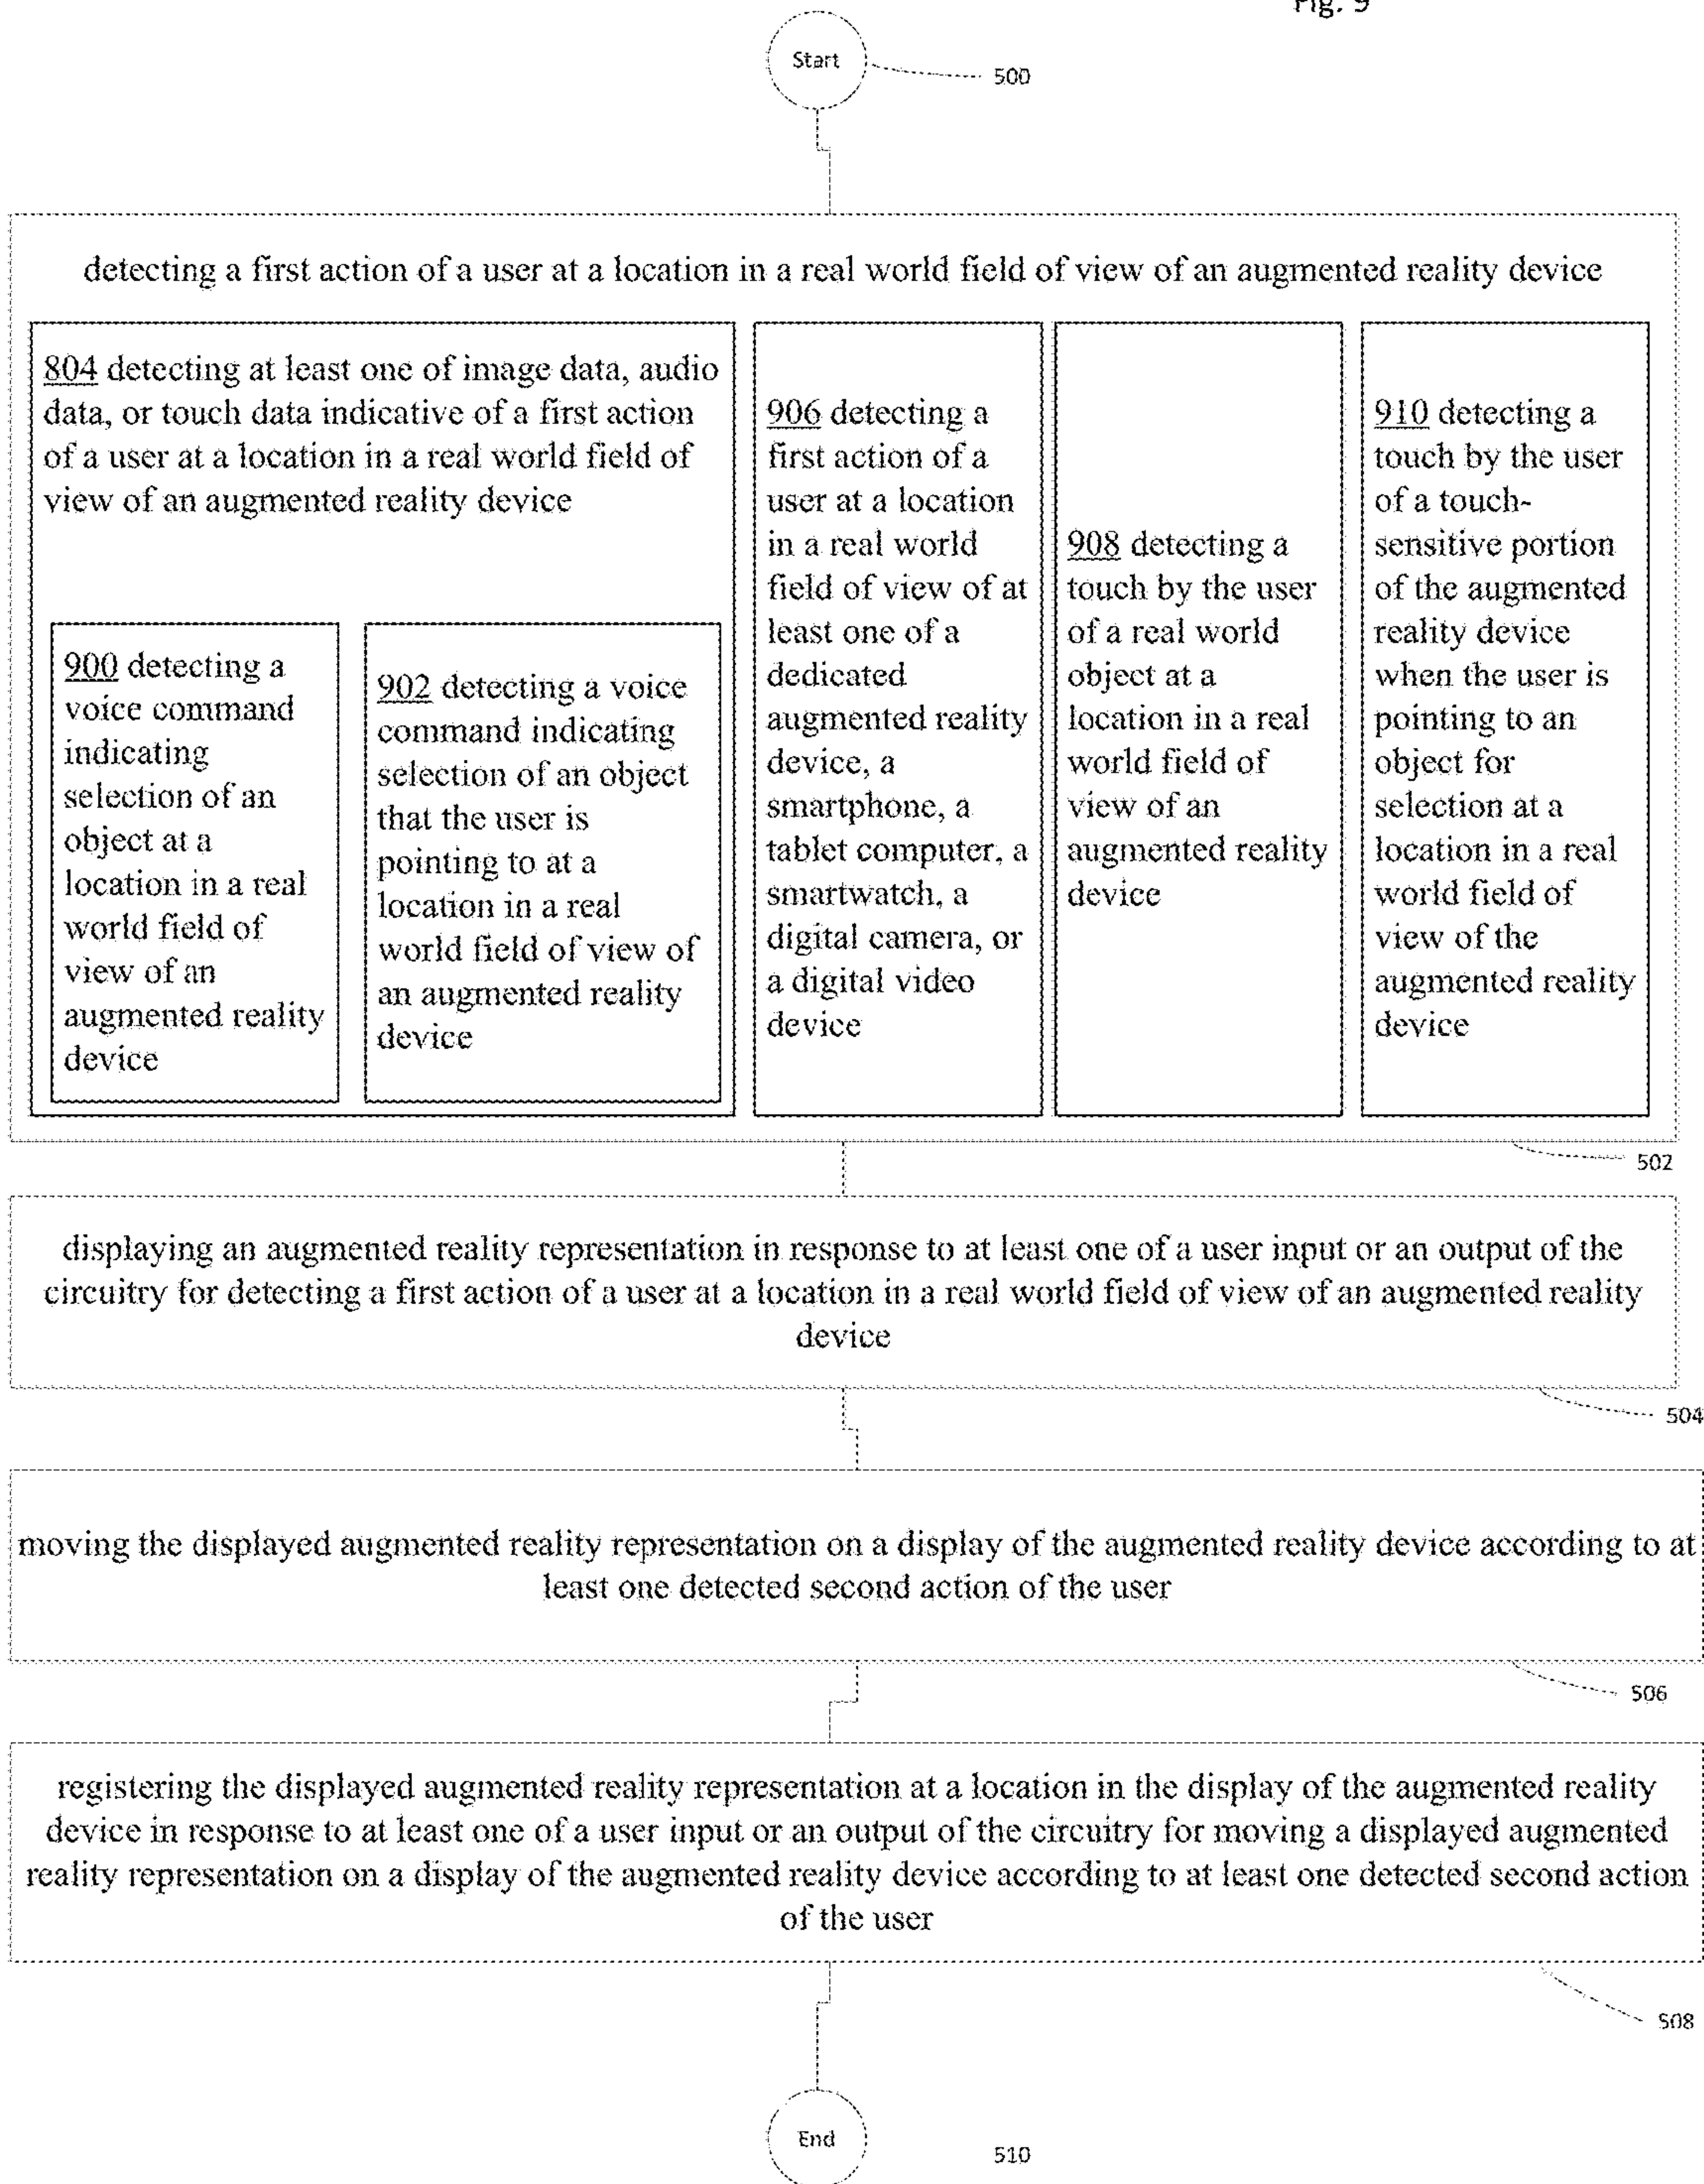 Fig. 9
Start
500
detecting a first action of a user at a location in a real world field of view of an augmented reality device
804 detecting at least one of image data, audio
data, or touch data indicative of a first action
of a user at a location in a real world field of
view of an augmented reality device
900 detecting a
voice command
indicating
selection of an
object at a
location in a real
world field of
view of an
augmented reality
device
902 detecting a voice
command indicating
selection of an object
that the user is
pointing to at a
location in a real
world field of view of
an augmented reality
device
906 detecting a
first action of a
user at a location
in a real world
field of view of at
least one of a
dedicated
augmented reality
device, a
smartphone, a
tablet computer, a
smartwatch, a
digital camera, or
a digital video
device
908 detecting a
touch by the user
of a real world
object at a
location in a real
world field of
view of an
augmented reality
device
910 detecting a
touch by the user
of a touch-
sensitive portion
of the augmented
reality device
when the user is
pointing to an
object for
selection at a
location in a real
world field of
view of the
augmented reality
device
502
displaying an augmented reality representation in response to at least one of a user input or an output of the
circuitry for detecting a first action of a user at a location in a real world field of view of an augmented reality
device
504
moving the displayed augmented reality representation on a display of the augmented reality device according to at
least one detected second action of the user
506
registering the displayed augmented reality representation at a location in the display of the augmented reality
device in response to at least one of a user input or an output of the circuitry for moving a displayed augmented
reality representation on a display of the augmented reality device according to at least one detected second action
of the user
508
End
510